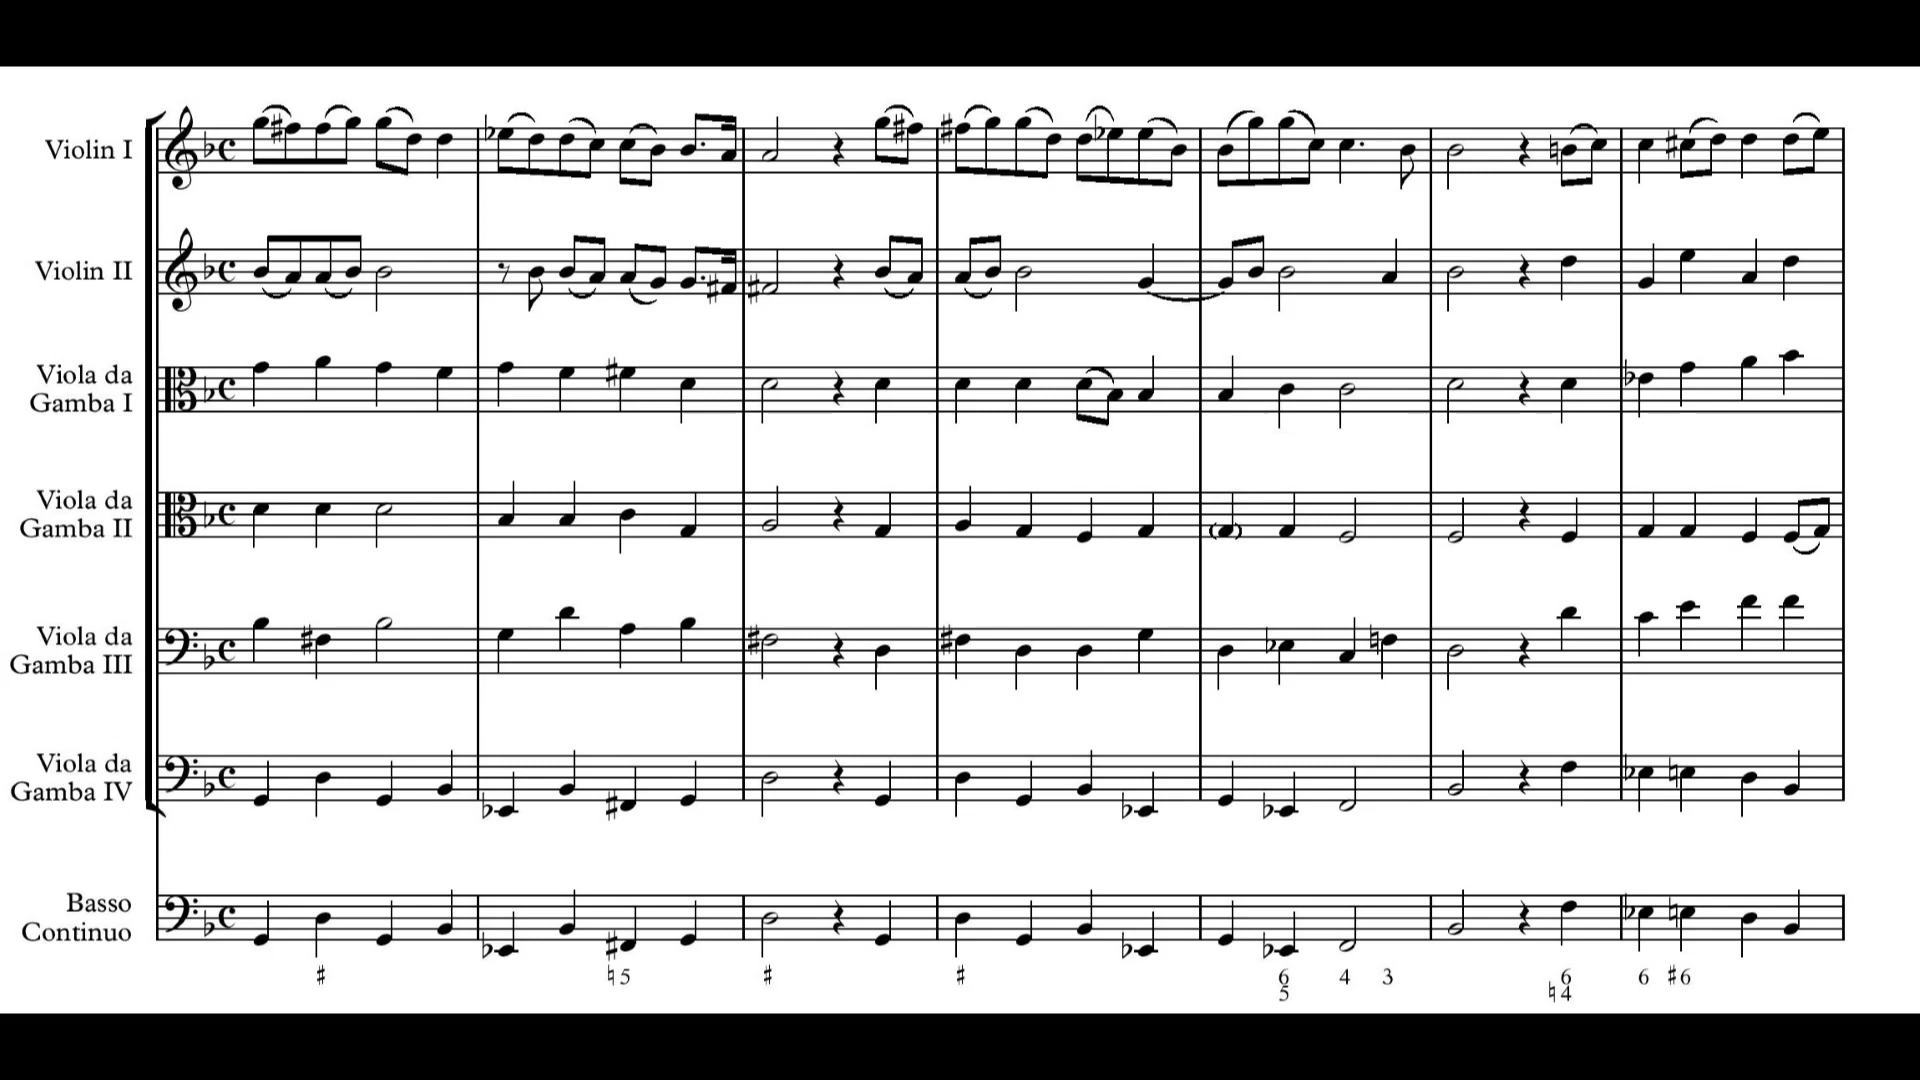 Violin I
Violin II
Viola da
Gamba I
Viola da
Gamba II
Viola da
Gamba III
Viola da
Gamba IV
Basso
Continuo
♯ ♮5 ♯ ♯ 6 4 3 6 6 ♯6
5 ♮4